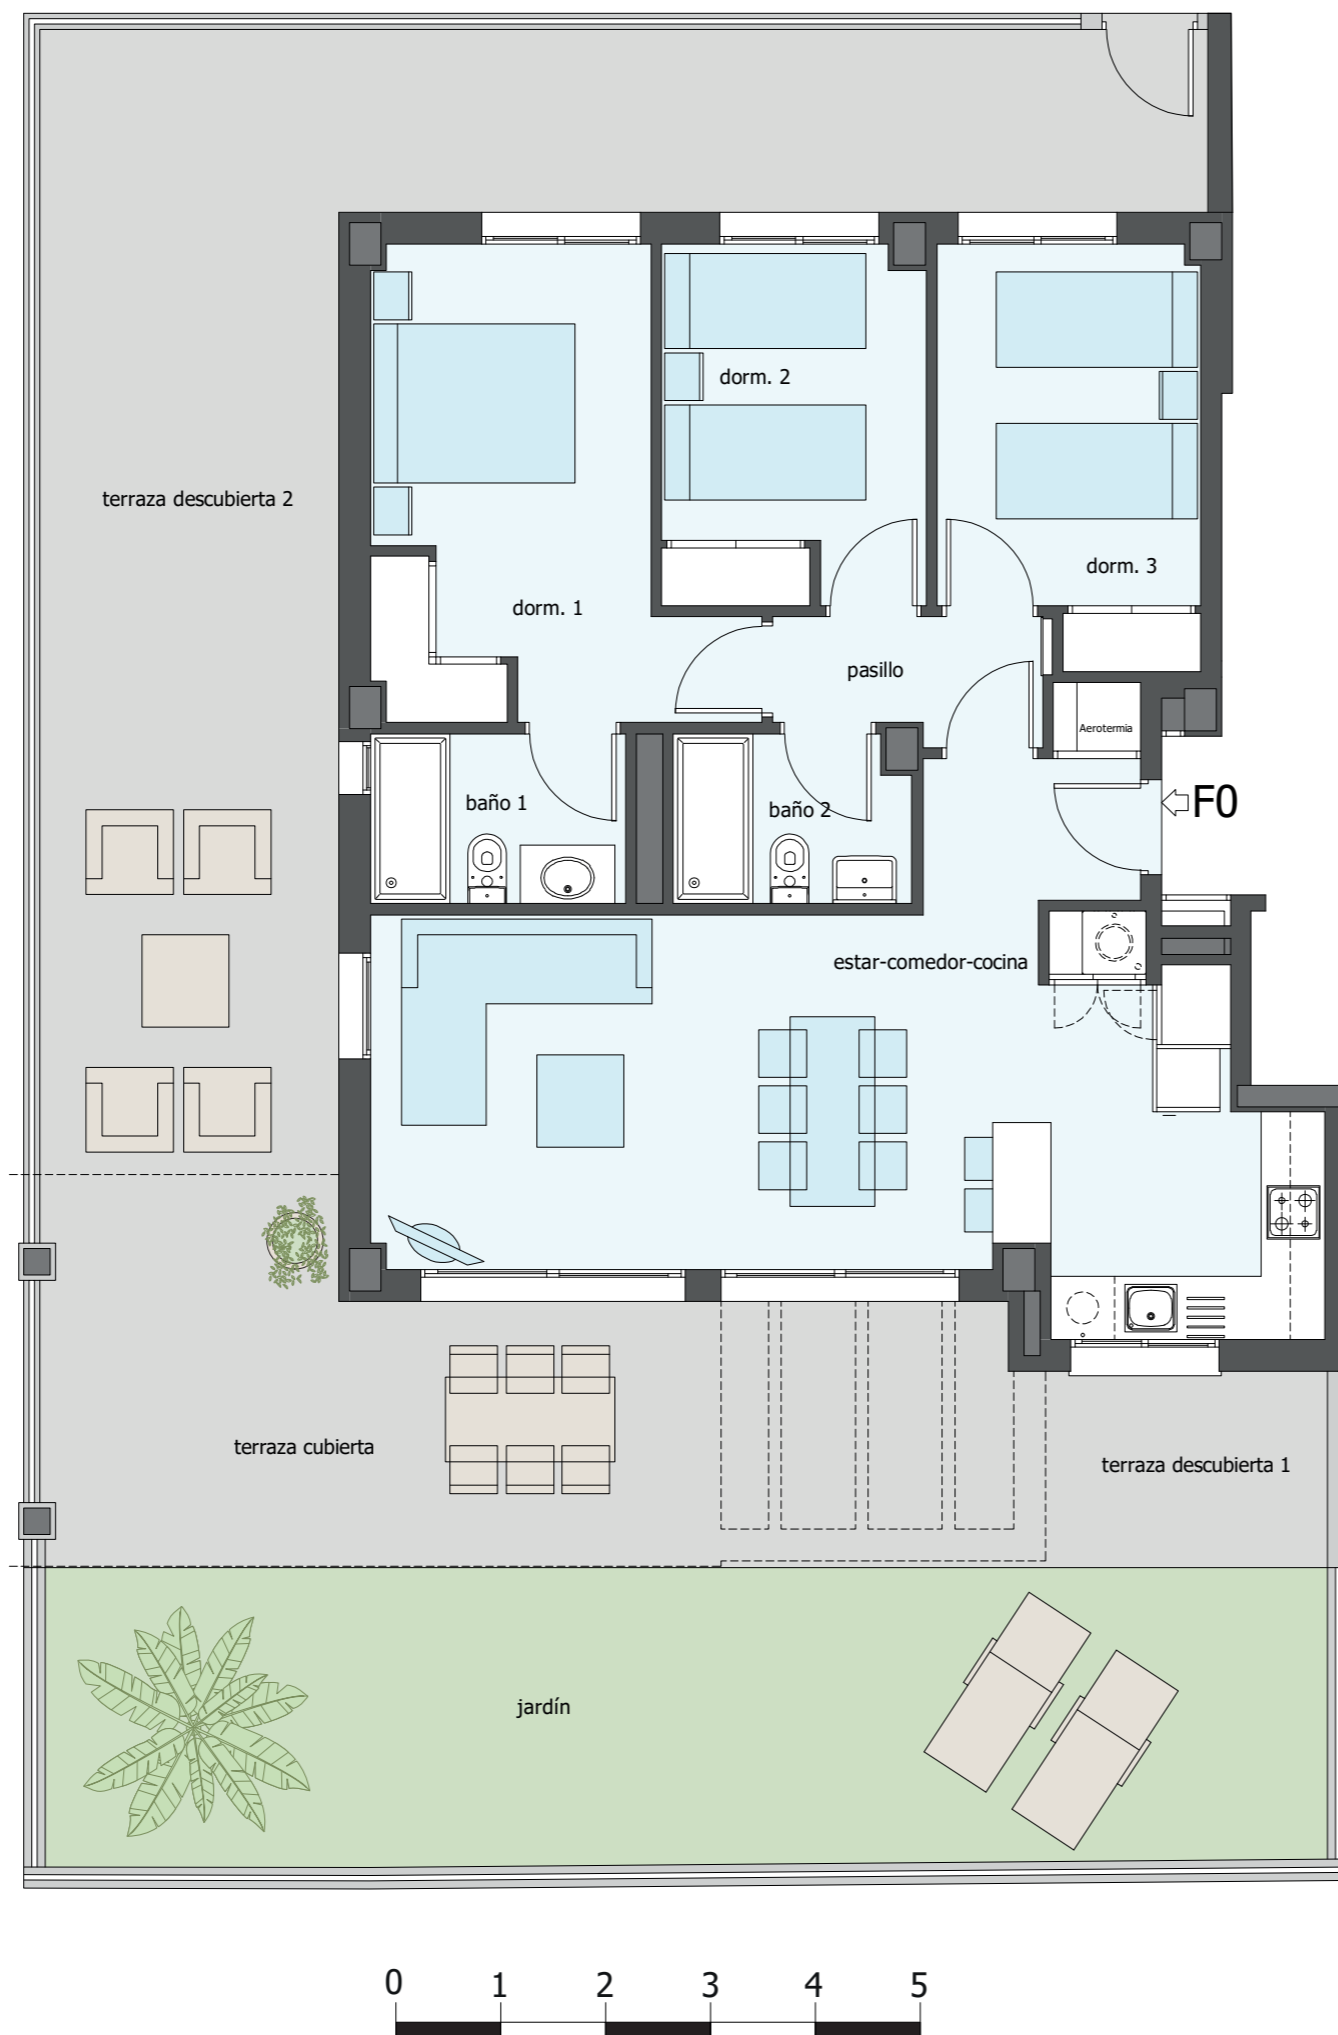 dorm. 2
terraza descubierta 2
dorm. 3
dorm. 1
pasillo
Aerotermia
F0
baño 1
baño 2
estar-comedor-cocina
terraza cubierta
terraza descubierta 1
jardín
0 1 2 3 4 5